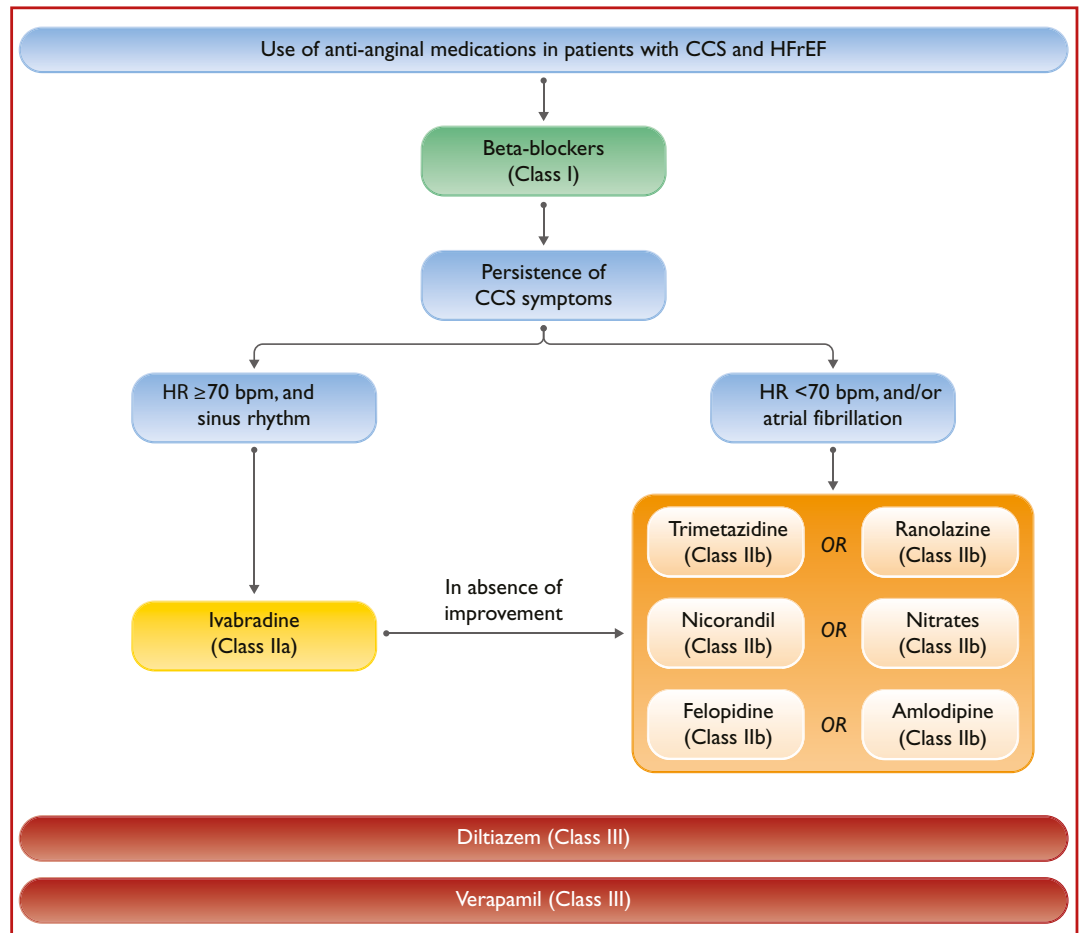 Use of anti-anginal medications in patients with CCS and HFrEF
Beta-blockers
(Class I)
Persistence of
CCS symptoms
HR ≥70 bpm, and
sinus rhythm
HR <70 bpm, and/or
atrial fibrillation
Trimetazidine
(Class IIb)
OR
Ranolazine
(Class IIb)
In absence of
improvement
Ivabradine
(Class IIa)
Nicorandil
(Class IIb)
OR
Nitrates
(Class IIb)
Felopidine
(Class IIb)
OR
Amlodipine
(Class IIb)
Diltiazem (Class III)
Verapamil (Class III)